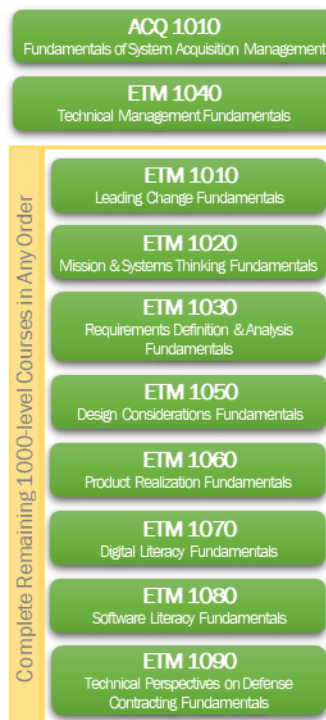 ACQ 1010
Fundamentals of System Acquisition Management
ETM 1040
Technical Management Fundamentals
Complete Remaining 1000-level Courses in Any Order
ETM 1010
Leading Change Fundamentals
ETM 1020
Mission & Systems Thinking Fundamentals
ETM 1030
Requirements Definition & Analysis
Fundamentals
ETM 1050
Design Considerations Fundamentals
ETM 1060
Product Realization Fundamentals
ETM 1070
Digital Literacy Fundamentals
ETM 1080
Software Literacy Fundamentals
ETM 1090
Technical Perspectives on Defense
Contracting Fundamentals